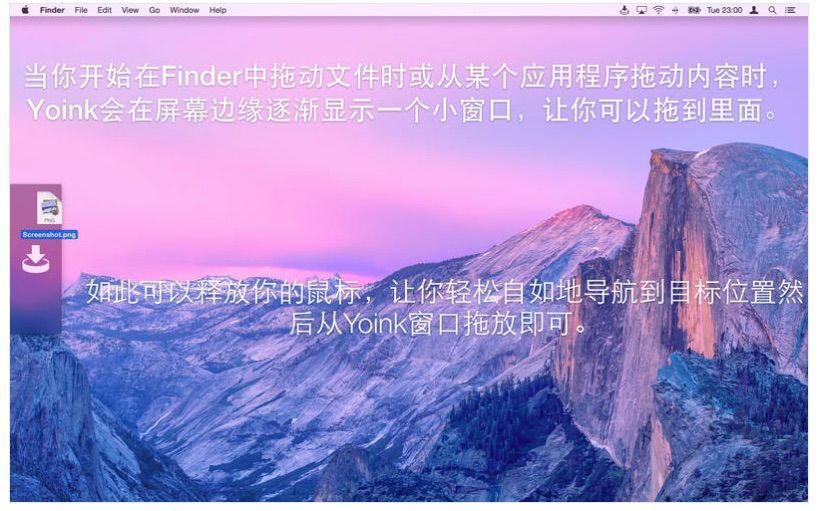 Finder File Edit View Go Window Help Tue 23:00
当你开始在Finder中拖动文件时或从某个应用程序拖动内容时，
Yoink会在屏幕边缘逐渐显示一个小窗口，让你可以拖到里面。
PNG
Screenshot.png
如此可以释放你的鼠标，让你轻松自如地导航到目标位置然
后从Yoink窗口拖放即可。